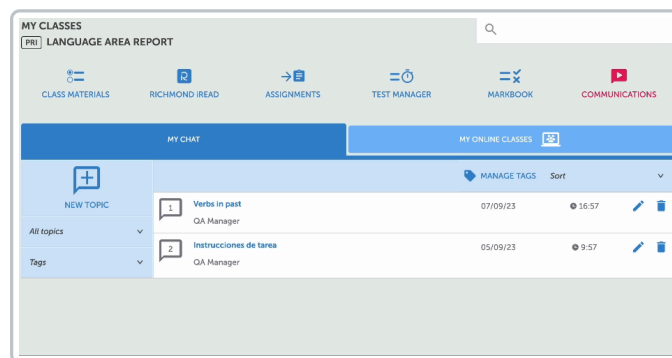 MY CLASSES
PRI LANGUAGE AREA REPORT
CLASS MATERIALS
R
RICHMOND iREAD
ASSIGNMENTS
TEST MANAGER
MARKBOOK
COMMUNICATIONS
MY CHAT
MY ONLINE CLASSES
NEW TOPIC
All topics
Tags
MANAGE TAGS Sort
1 Verbs in past 07/09/23 16:57
QA Manager
2 Instrucciones de tarea 05/09/23 9:57
QA Manager